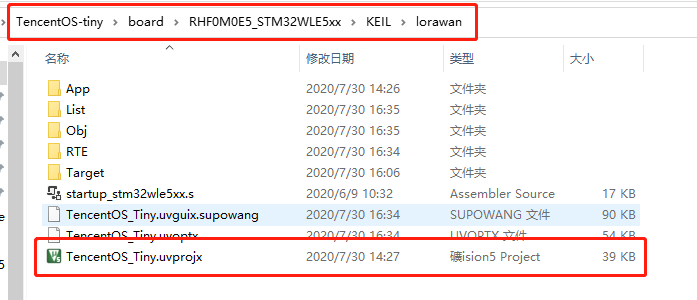 TencentOS-tiny > board > RHF0M0E5_STM32WLE5xx > KEIL > lorawan
名称 修改日期 类型 大小
App 2020/7/30 14:26 文件夹
List 2020/7/30 16:35 文件夹
Obj 2020/7/30 16:35 文件夹
RTE 2020/7/30 16:34 文件夹
Target 2020/7/30 16:06 文件夹
startup_stm32wle5xx.s 2020/6/9 10:32 Assembler Source 17 KB
TencentOS_Tiny.uvguix.supowang 2020/7/30 16:34 SUPOWANG 文件 90 KB
TencentOS_Tiny.uvoptx 2020/7/30 16:34 UVOPTX 文件 54 KB
TencentOS_Tiny.uvprojx 2020/7/30 14:27 礦ision5 Project 39 KB